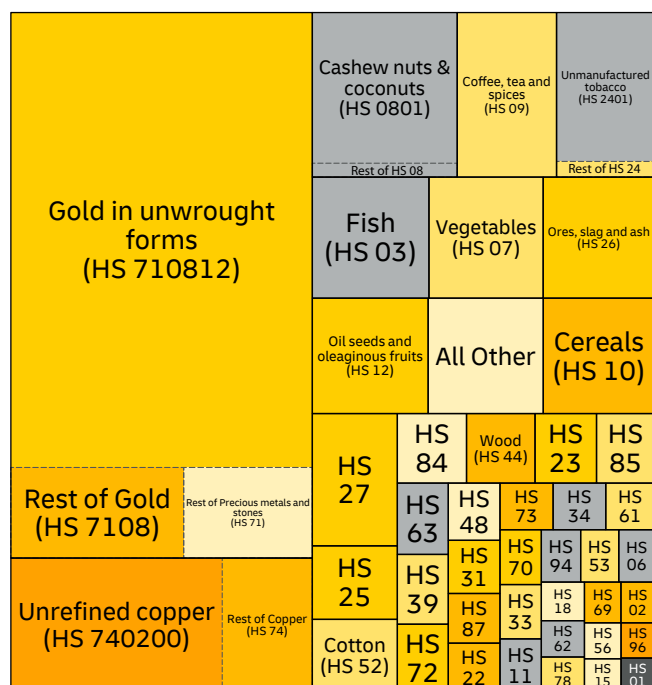 Gold in unwrought
forms
(HS 710812)
Rest of Gold
(HS 7108)
Rest of Precious metals and
stones
(HS 71)
Unrefined copper
(HS 740200)
Rest of Copper
(HS 74)
Cashew nuts &
coconuts
(HS 0801)
Rest of HS 08
Coffee, tea and
spices
(HS 09)
Unmanufactured
tobacco
(HS 2401)
Rest of HS 24
Fish
(HS 03)
Vegetables
(HS 07)
Ores, slag and ash
(HS 26)
Oil seeds and
oleaginous fruits
(HS 12)
All Other
Cereals
(HS 10)
HS
27
HS
25
Cotton
(HS 52)
HS
84
Wood
(HS 44)
HS
23
HS
85
HS
63
HS
48
HS
73
HS
34
HS
61
HS
39
HS
31
HS
70
HS
94
HS
53
HS
06
HS
72
HS
87
HS
33
HS
18
HS
69
HS
02
HS
22
HS
11
HS
62
HS
56
HS
96
HS
78
HS
15
HS
01